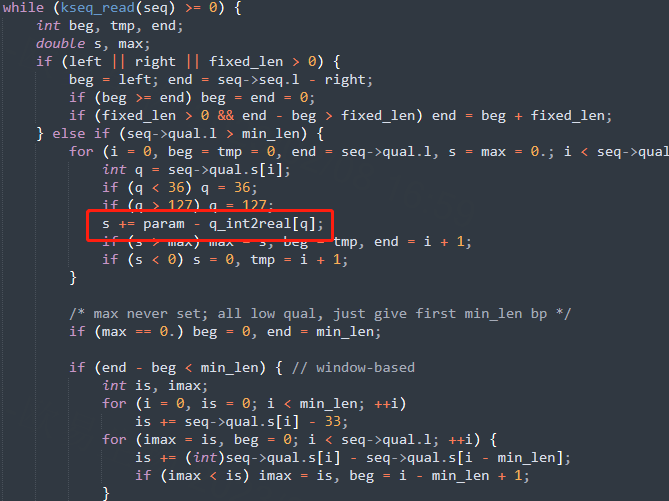 while (kseq_read(seq) >= 0) {
int beg, tmp, end;
double s, max;
if (left || right || fixed_len > 0) {
beg = left; end = seq->seq.l - right;
if (beg >= end) beg = end = 0;
if (fixed_len > 0 && end - beg > fixed_len) end = beg + fixed_len;
} else if (seq->qual.l > min_len) {
for (i = 0, beg = tmp = 0, end = seq->qual.l, s = max = 0.; i < seq->qual
int q = seq->qual.s[i];
if (q < 36) q = 36;
if (q > 127) q = 127;
s += param - q_int2real[q];
if (s > max) max = s, beg = tmp, end = i + 1;
if (s < 0) s = 0, tmp = i + 1;
}
/* max never set; all low qual, just give first min_len bp */
if (max == 0.) beg = 0, end = min_len;
if (end - beg < min_len) { // window-based
int is, imax;
for (i = 0, is = 0; i < min_len; ++i)
is += seq->qual.s[i] - 33;
for (imax = is, beg = 0; i < seq->qual.l; ++i) {
is += (int)seq->qual.s[i] - seq->qual.s[i - min_len];
if (imax < is) imax = is, beg = i - min_len + 1;
}